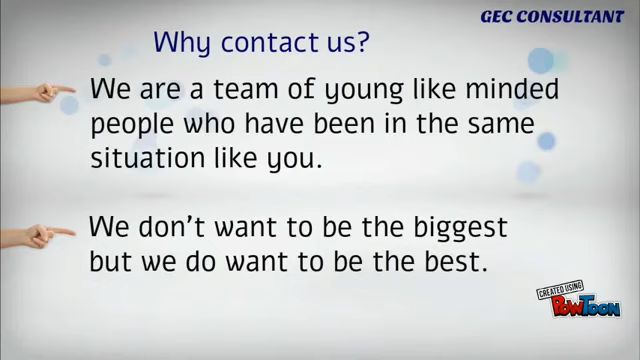 GEC CONSULTANT
Why contact us?
We are a team of young like minded
people who have been in the same
situation like you.
We don't want to be the biggest
but we do want to be the best.
CREATED USING
POWTOON